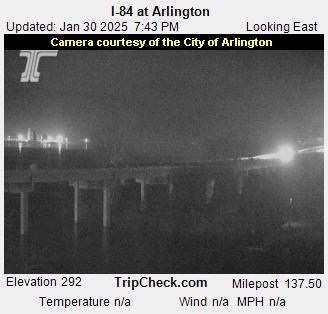 I-84 at Arlington
Updated: Jan 30 2025 7:43 PM Looking East
Camera courtesy of the City of Arlington
Elevation 292 TripCheck.com Milepost 137.50
Temperature n/a Wind n/a MPH n/a